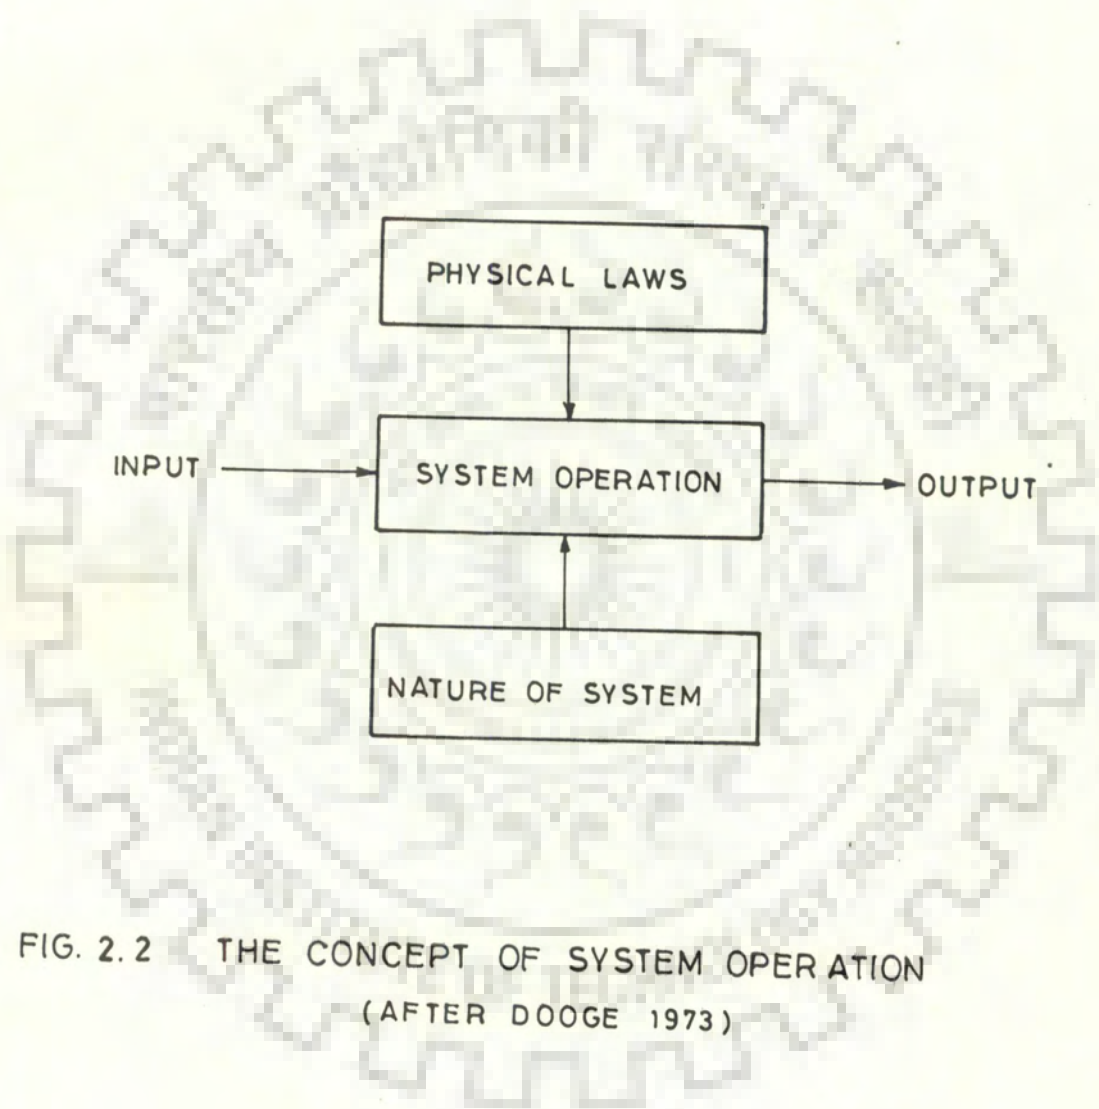 PHYSICAL LAWS
INPUT
SYSTEM OPERATION
OUTPUT
NATURE OF SYSTEM
FIG. 2.2 THE CONCEPT OF SYSTEM OPERATION
(AFTER DOOGE 1973)